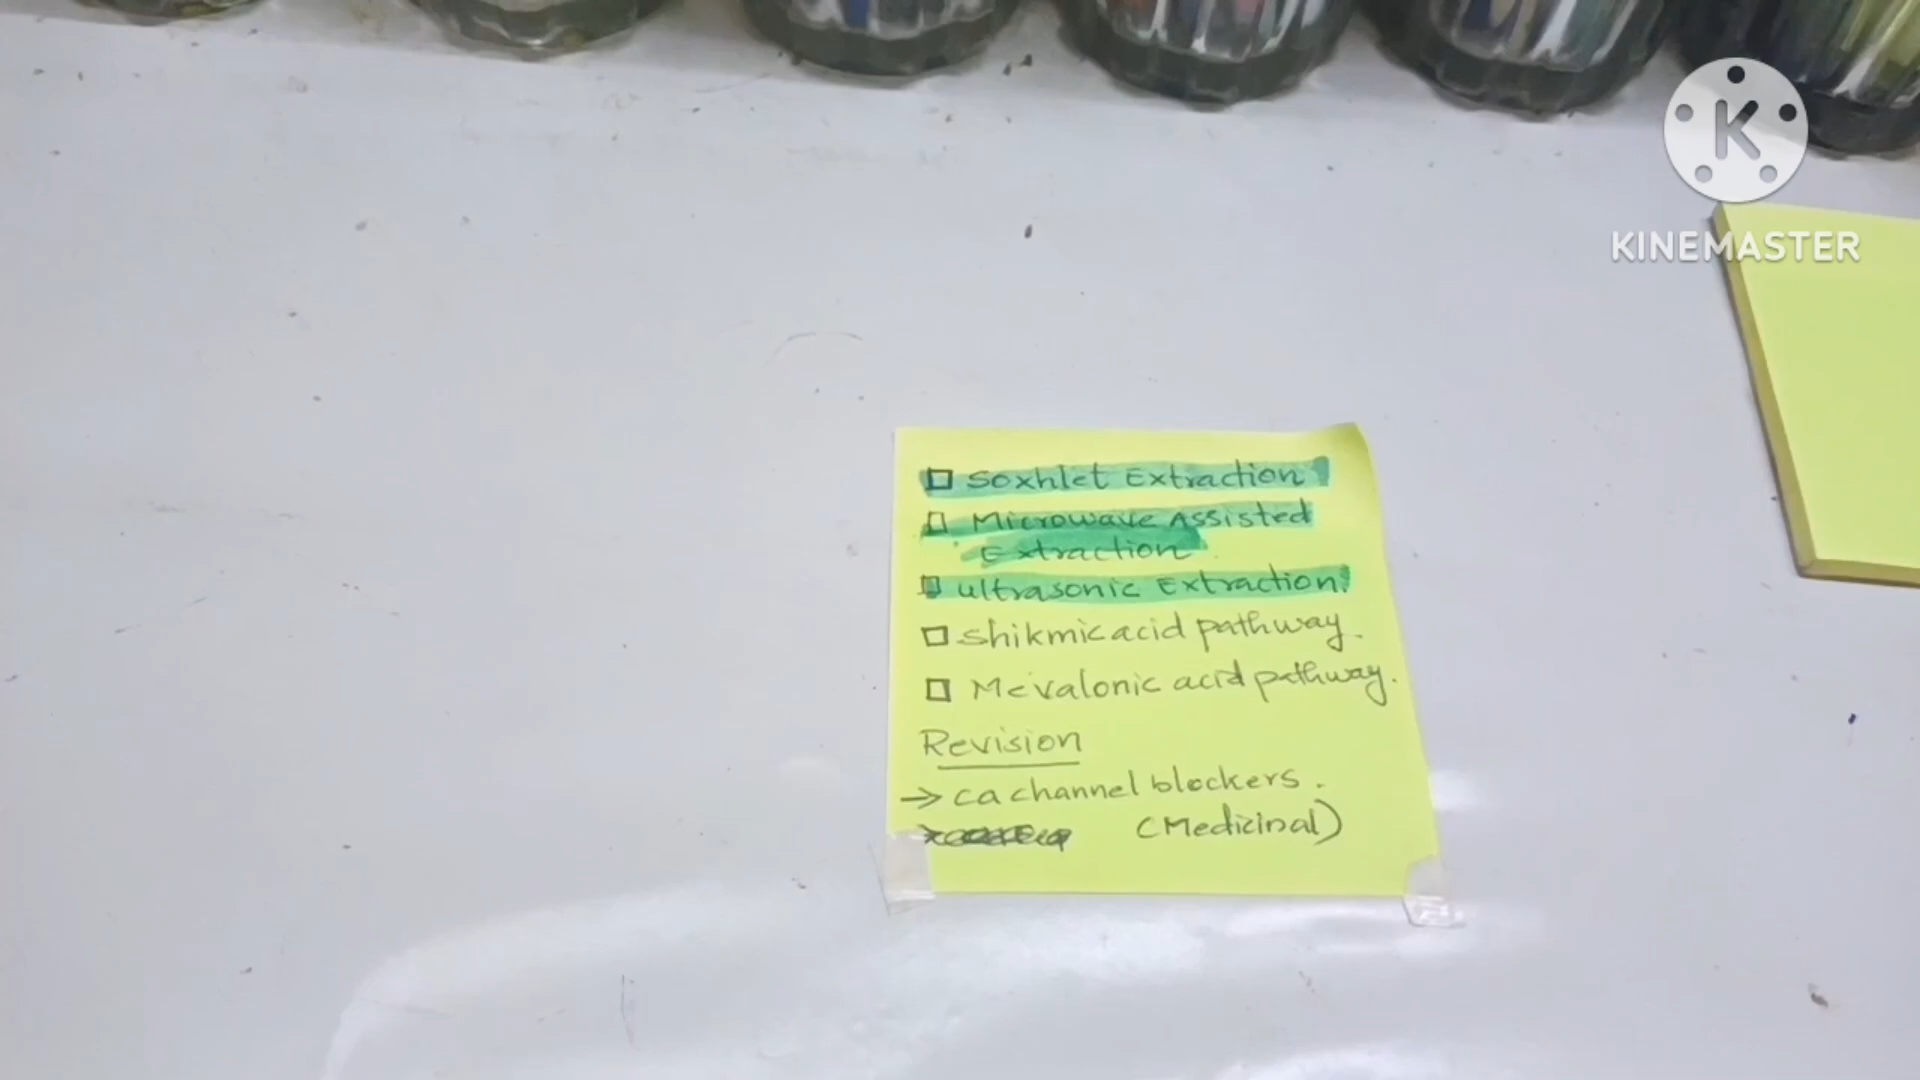 K
KINEMASTER
Soxhlet Extraction
Microwave Assisted
Extraction
ultrasonic Extraction.
shikmic acid pathway.
Mevalonic acid pathway.
Revision
→ ca channel blockers.
(Medicinal)